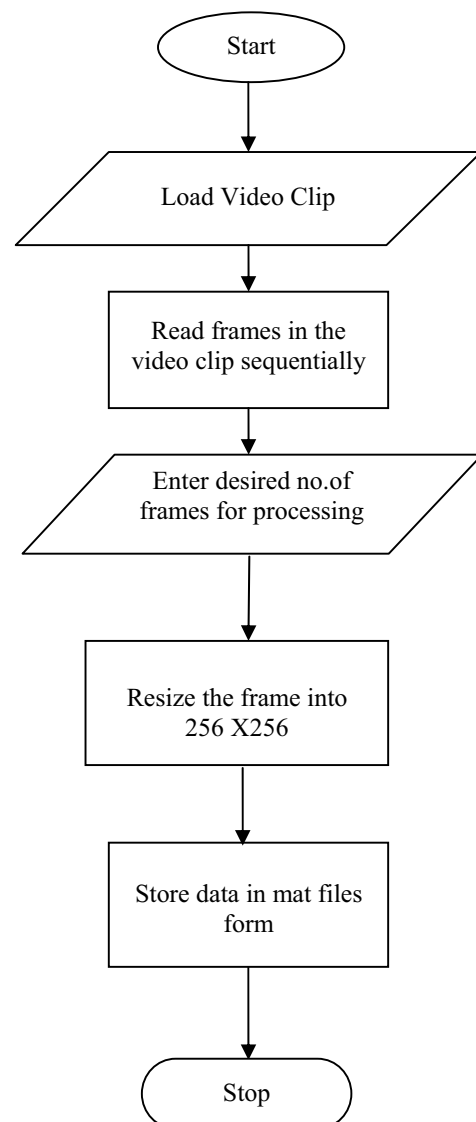 Start
Load Video Clip
Read frames in the
video clip sequentially
Enter desired no.of
frames for processing
Resize the frame into
256 X256
Store data in mat files
form
Stop